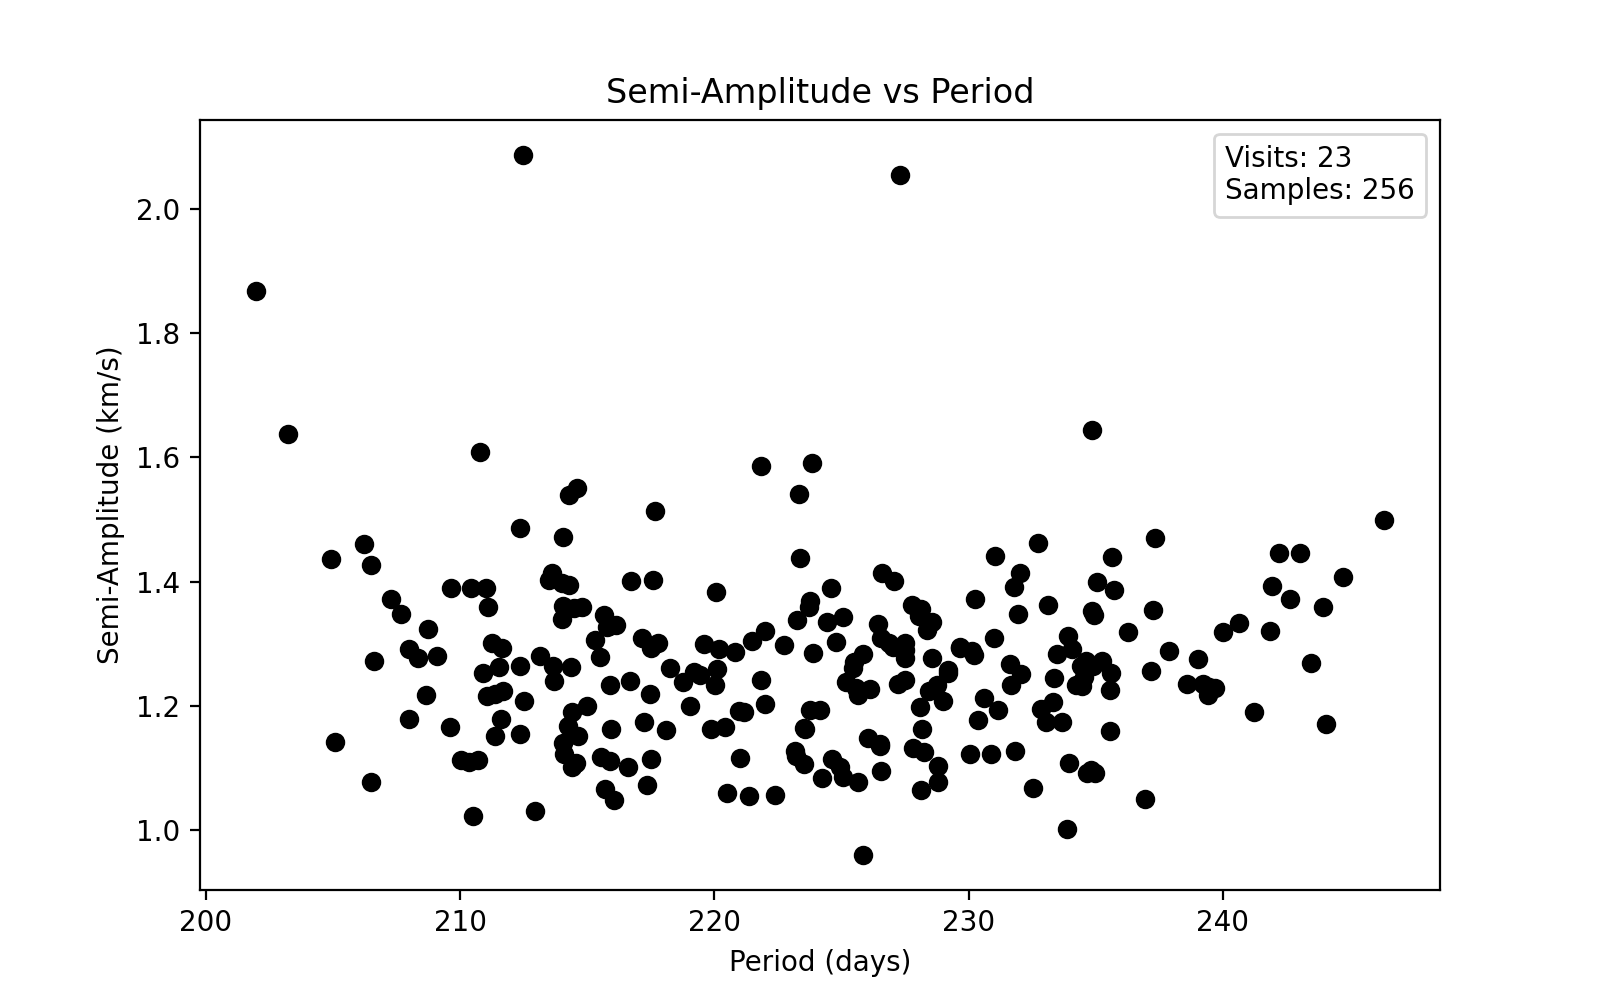 Semi-Amplitude vs Period
Visits: 23
Samples: 256
2.0
1.8
1.6
1.4
1.2
1.0
Semi-Amplitude (km/s)
200 210 220 230 240
Period (days)